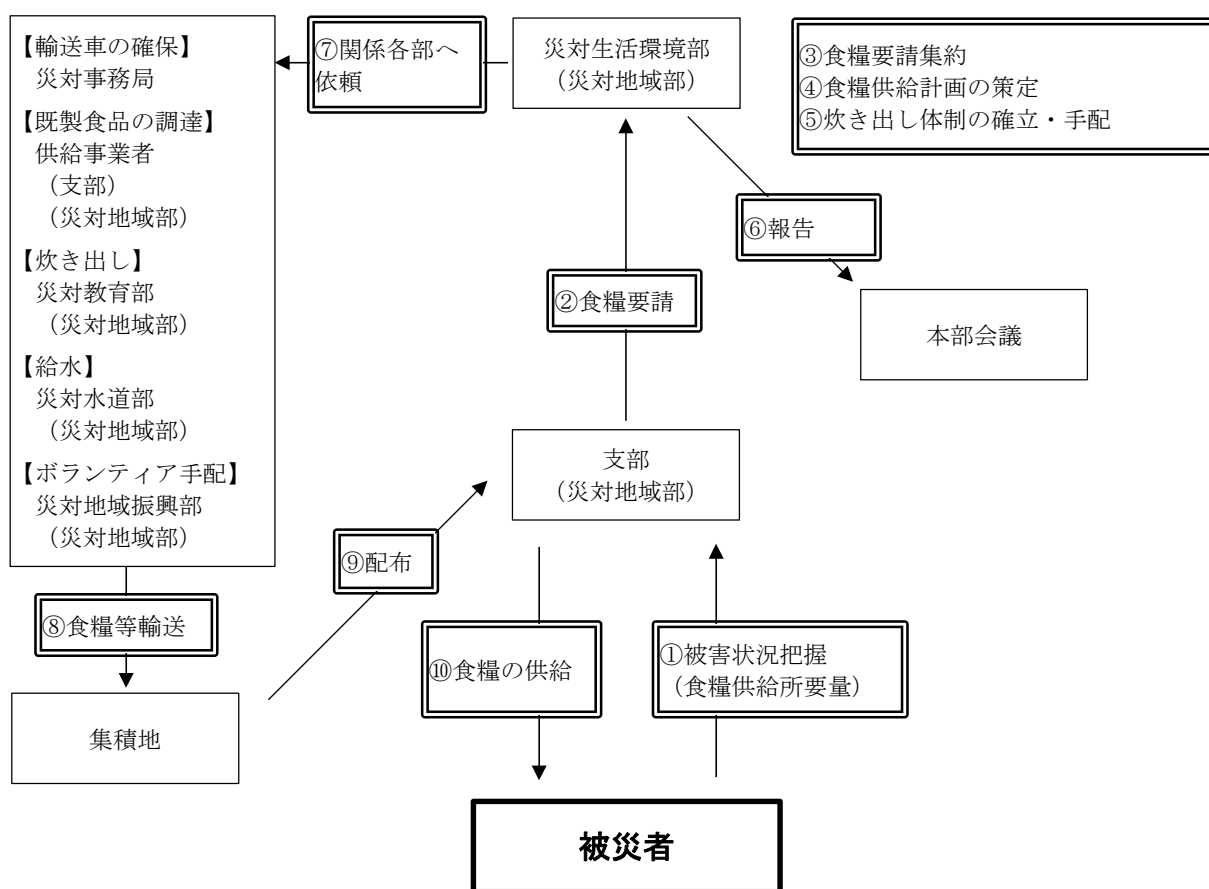 【輸送車の確保】
災対事務局
【既製食品の調達】
供給事業者
（支部）
（災対地域部）
【炊き出し】
災対教育部
（災対地域部）
【給水】
災対水道部
（災対地域部）
【ボランティア手配】
災対地域振興部
（災対地域部）
⑦関係各部へ
依頼
災対生活環境部
（災対地域部）
③食糧要請集約
④食糧供給計画の策定
⑤炊き出し体制の確立・手配
⑥報告
②食糧要請
本部会議
支部
（災対地域部）
⑨配布
⑧食糧等輸送
⑩食糧の供給
①被害状況把握
（食糧供給所要量）
集積地
被災者